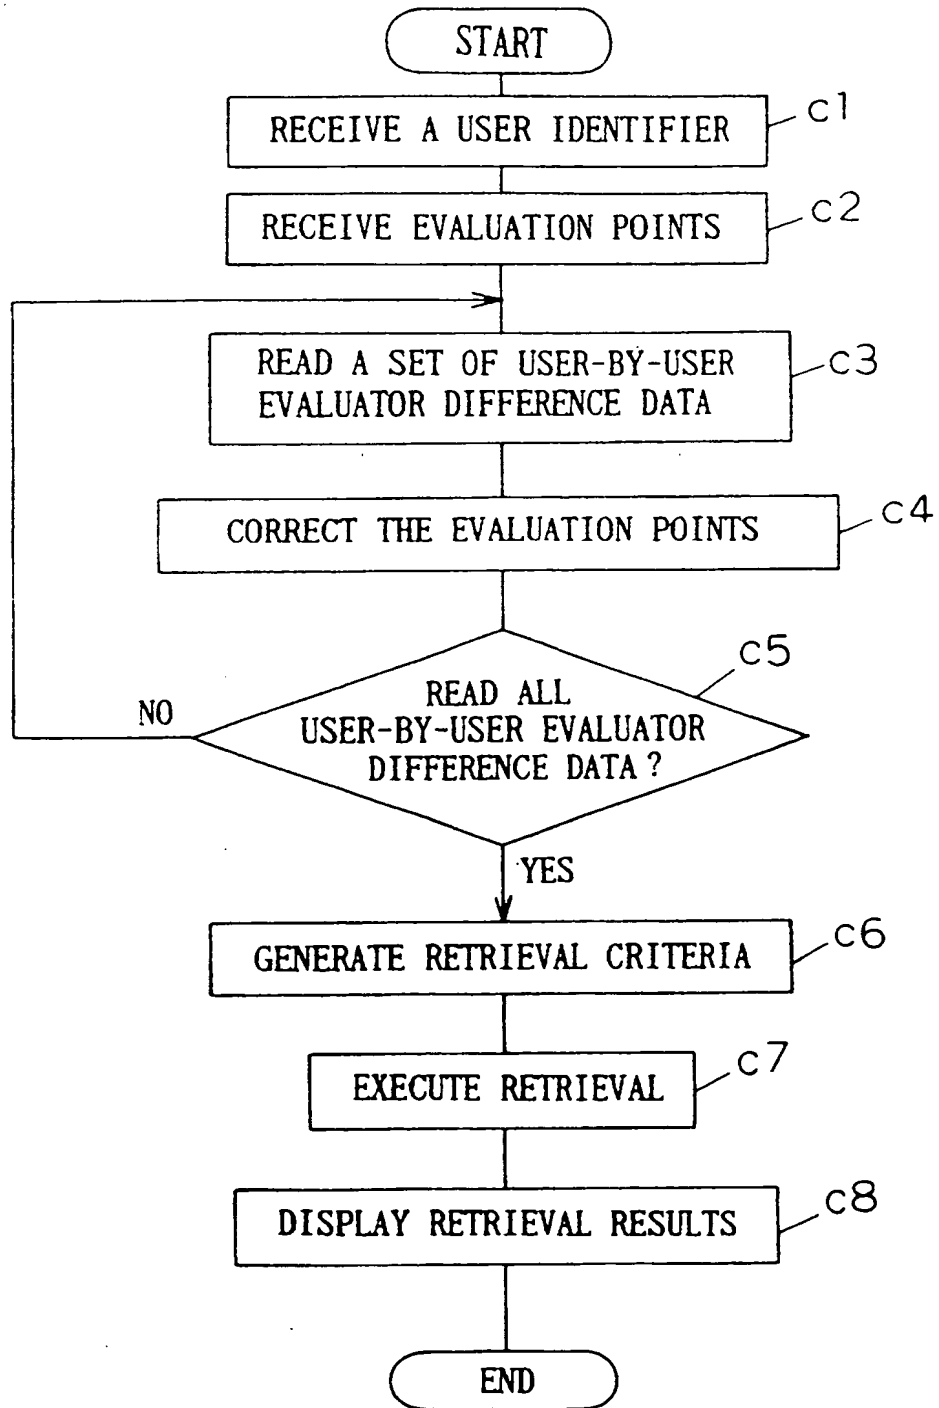 START
RECEIVE A USER IDENTIFIER
c1
RECEIVE EVALUATION POINTS
c2
READ A SET OF USER-BY-USER
EVALUATOR DIFFERENCE DATA
c3
CORRECT THE EVALUATION POINTS
c4
c5
READ ALL
USER-BY-USER EVALUATOR
DIFFERENCE DATA?
NO
YES
GENERATE RETRIEVAL CRITERIA
c6
EXECUTE RETRIEVAL
c7
DISPLAY RETRIEVAL RESULTS
c8
END